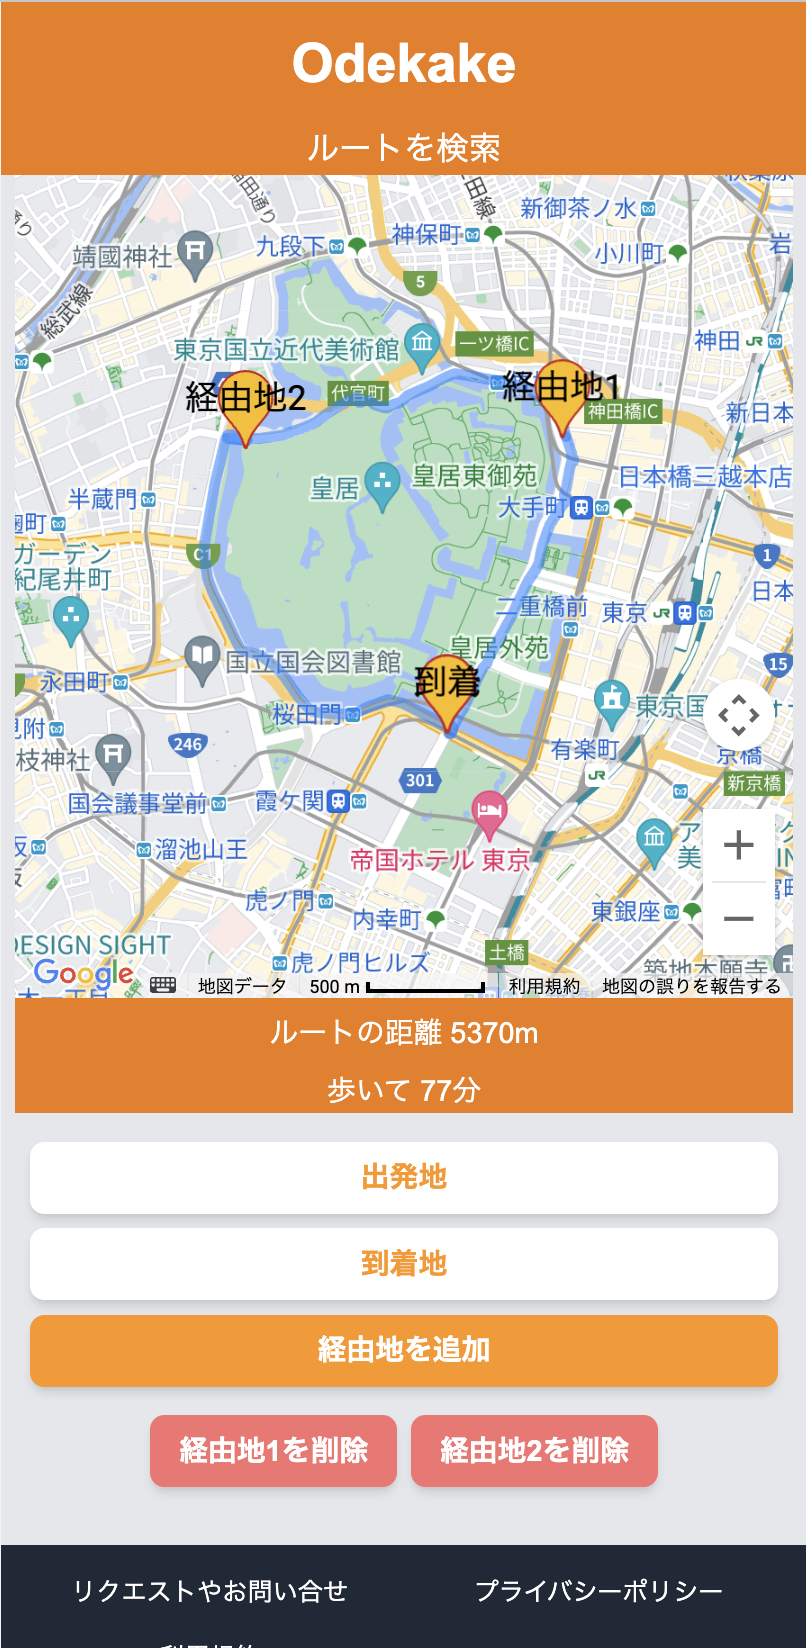 Odekake
ルートを検索
新御茶ノ水
神保町
九段下
靖國神社
小川町
岩
5
総武線
東京国立近代美術館
一ツ橋IC
神田
JR
経由地2
代官町
経由地1
神田橋IC
新日本
皇居
皇居東御苑
日本橋三越本店
半蔵門
大手町
麹町
C1
1
ガーデン
紀尾井町
日本
二重橋前
東京
JR
皇居外苑
国立国会図書館
15
永田町
到着
東京国
桜田門
246
有楽町
京橋
枝神社
JR
301
新京橋
国会議事堂前
霞ケ関
溜池山王
帝国ホテル 東京
虎ノ門
内幸町
東銀座
土橋
DESIGN SIGHT
虎ノ門ヒルズ
築地本願寺
Google
地図データ
500 m
利用規約
地図の誤りを報告する
ルートの距離 5370m
歩いて 77分
出発地
到着地
経由地を追加
経由地1を削除
経由地2を削除
リクエストやお問い合せ
プライバシーポリシー
利用規約